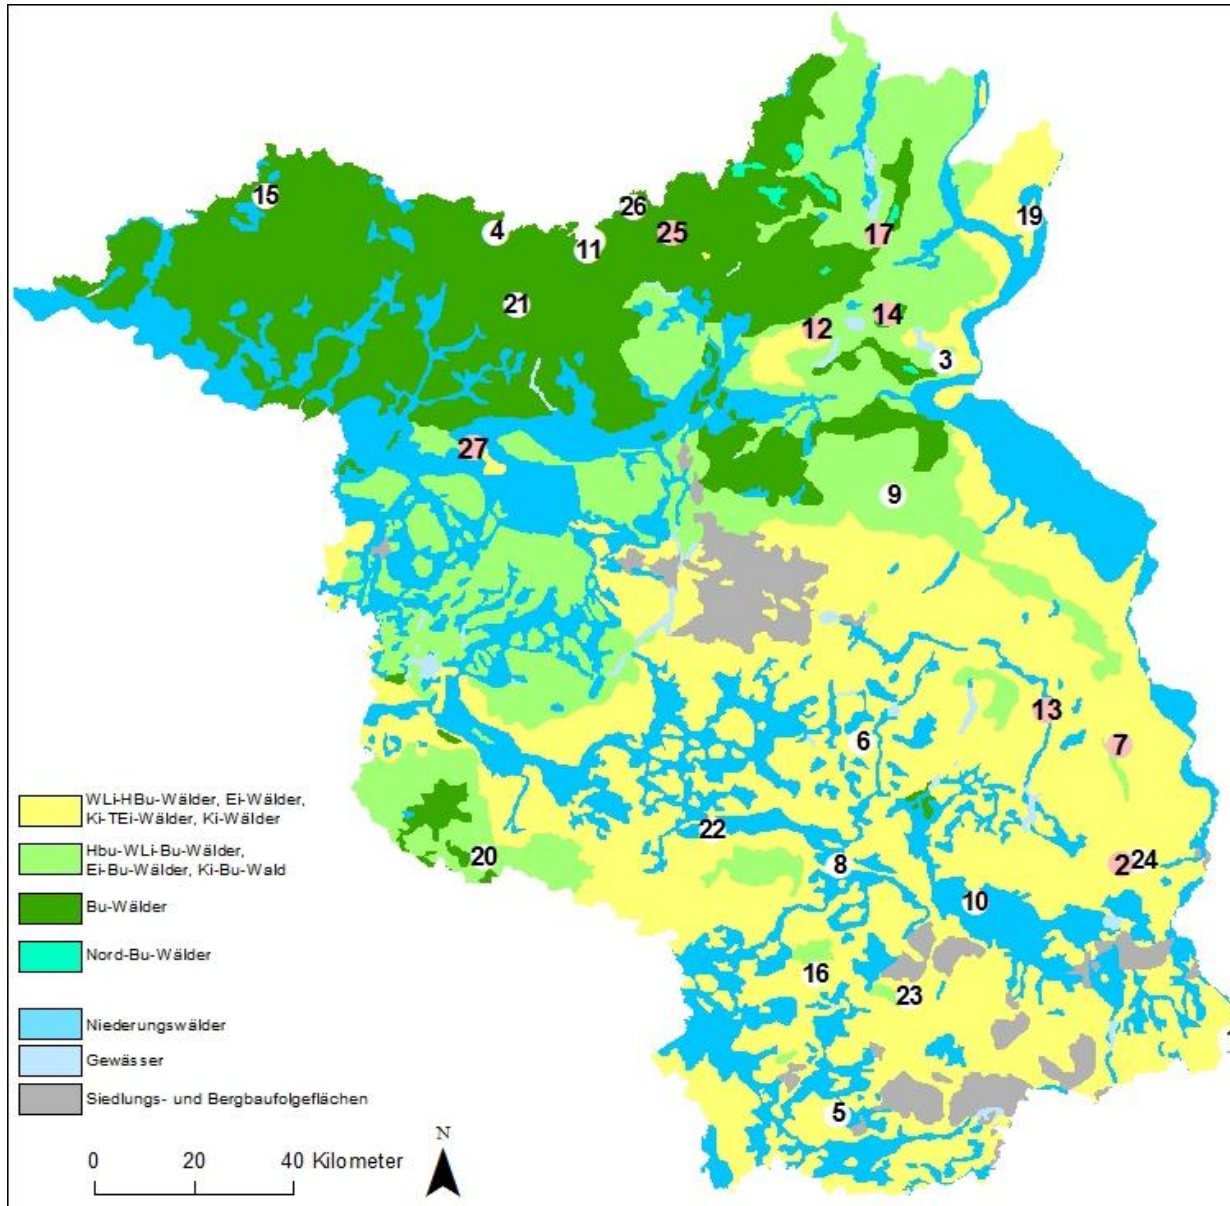 15
4
26
11
25
17
19
21
12
14
3
27
9
13
6
7
22
20
8
2
24
10
16
23
5
WLi-HBu-Wälder, Ei-Wälder,
Ki-TEi-Wälder, Ki-Wälder
Hbu-WLi-Bu-Wälder,
Ei-Bu-Wälder, Ki-Bu-Wald
Bu-Wälder
Nord-Bu-Wälder
Niederungswälder
Gewässer
Siedlungs- und Bergbaufolgeflächen
N
0 20 40 Kilometer